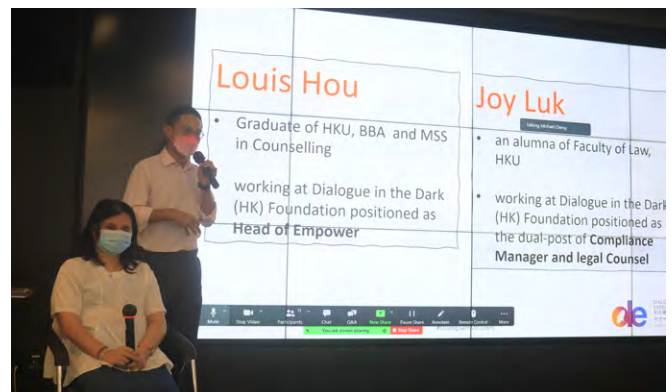 Louis Hou
• Graduate of HKU, BBA and MSS
in Counselling
working at Dialogue in the Dark
(HK) Foundation positioned as
Head of Empower
Joy Luk
Talking: Michael Cheng
• an alumna of Faculty of Law,
HKU
• working at Dialogue in the Dark
(HK) Foundation positioned as
the dual-post of Compliance
Manager and legal Counsel
Mute
Stop Video
Participants
Chat
Q&A
New Share
Pause Share
Annotate
Remote Control
More
You are screen sharing
Stop Share